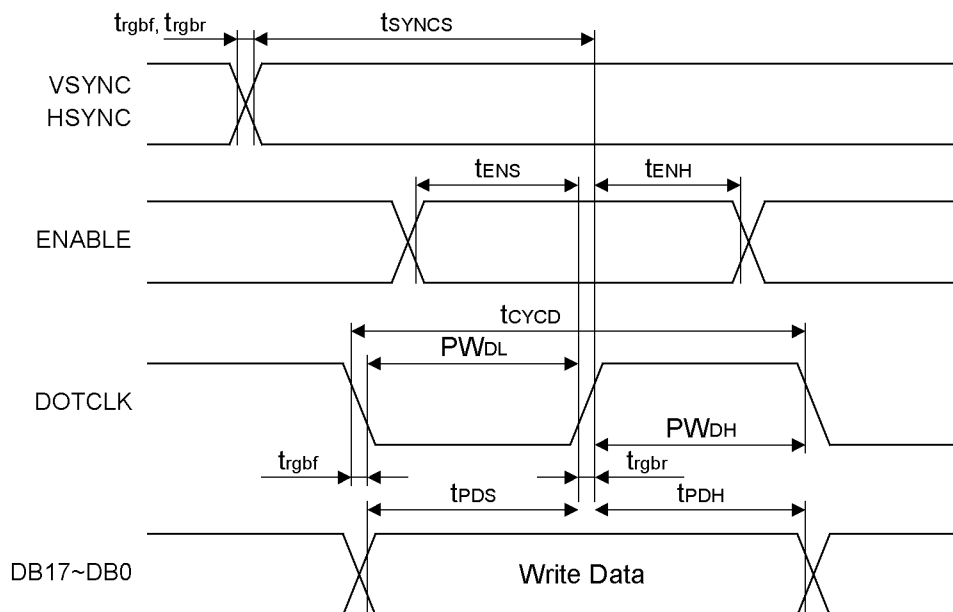 trgbf, trgbr
tSYNCS
VSYNC
HSYNC
tENS
tENH
ENABLE
tCYCD
PWDL
DOTCLK
PWDH
trgbf
trgbr
tPDS
tPDH
DB17~DB0
Write Data